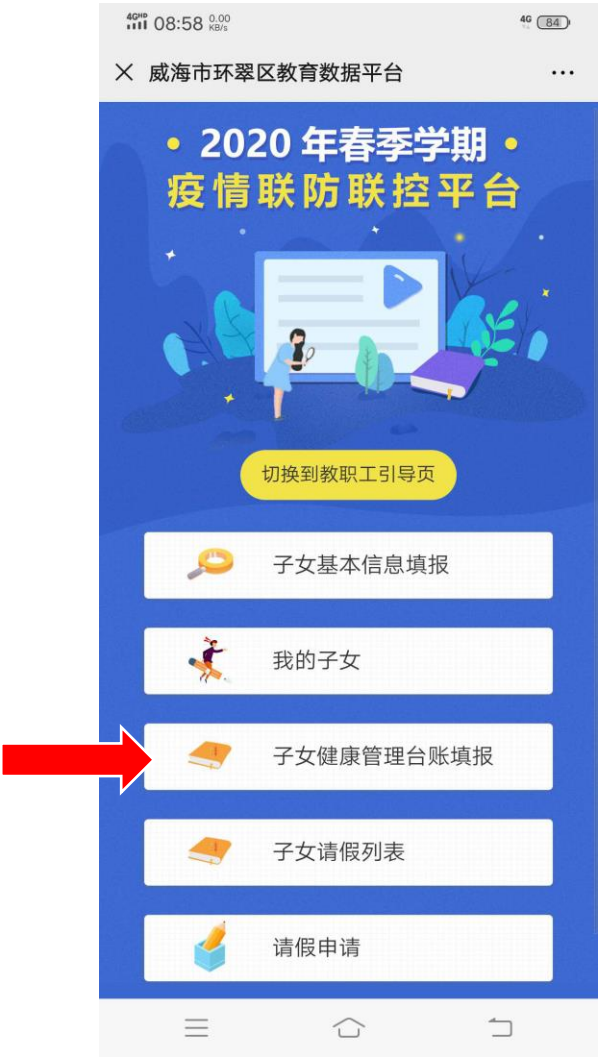 4GHD 08:58 0.00 KB/s 4G 84
威海市环翠区教育数据平台
2020 年春季学期
疫情联防联控平台
切换到教职工引导页
子女基本信息填报
我的子女
子女健康管理台账填报
子女请假列表
请假申请